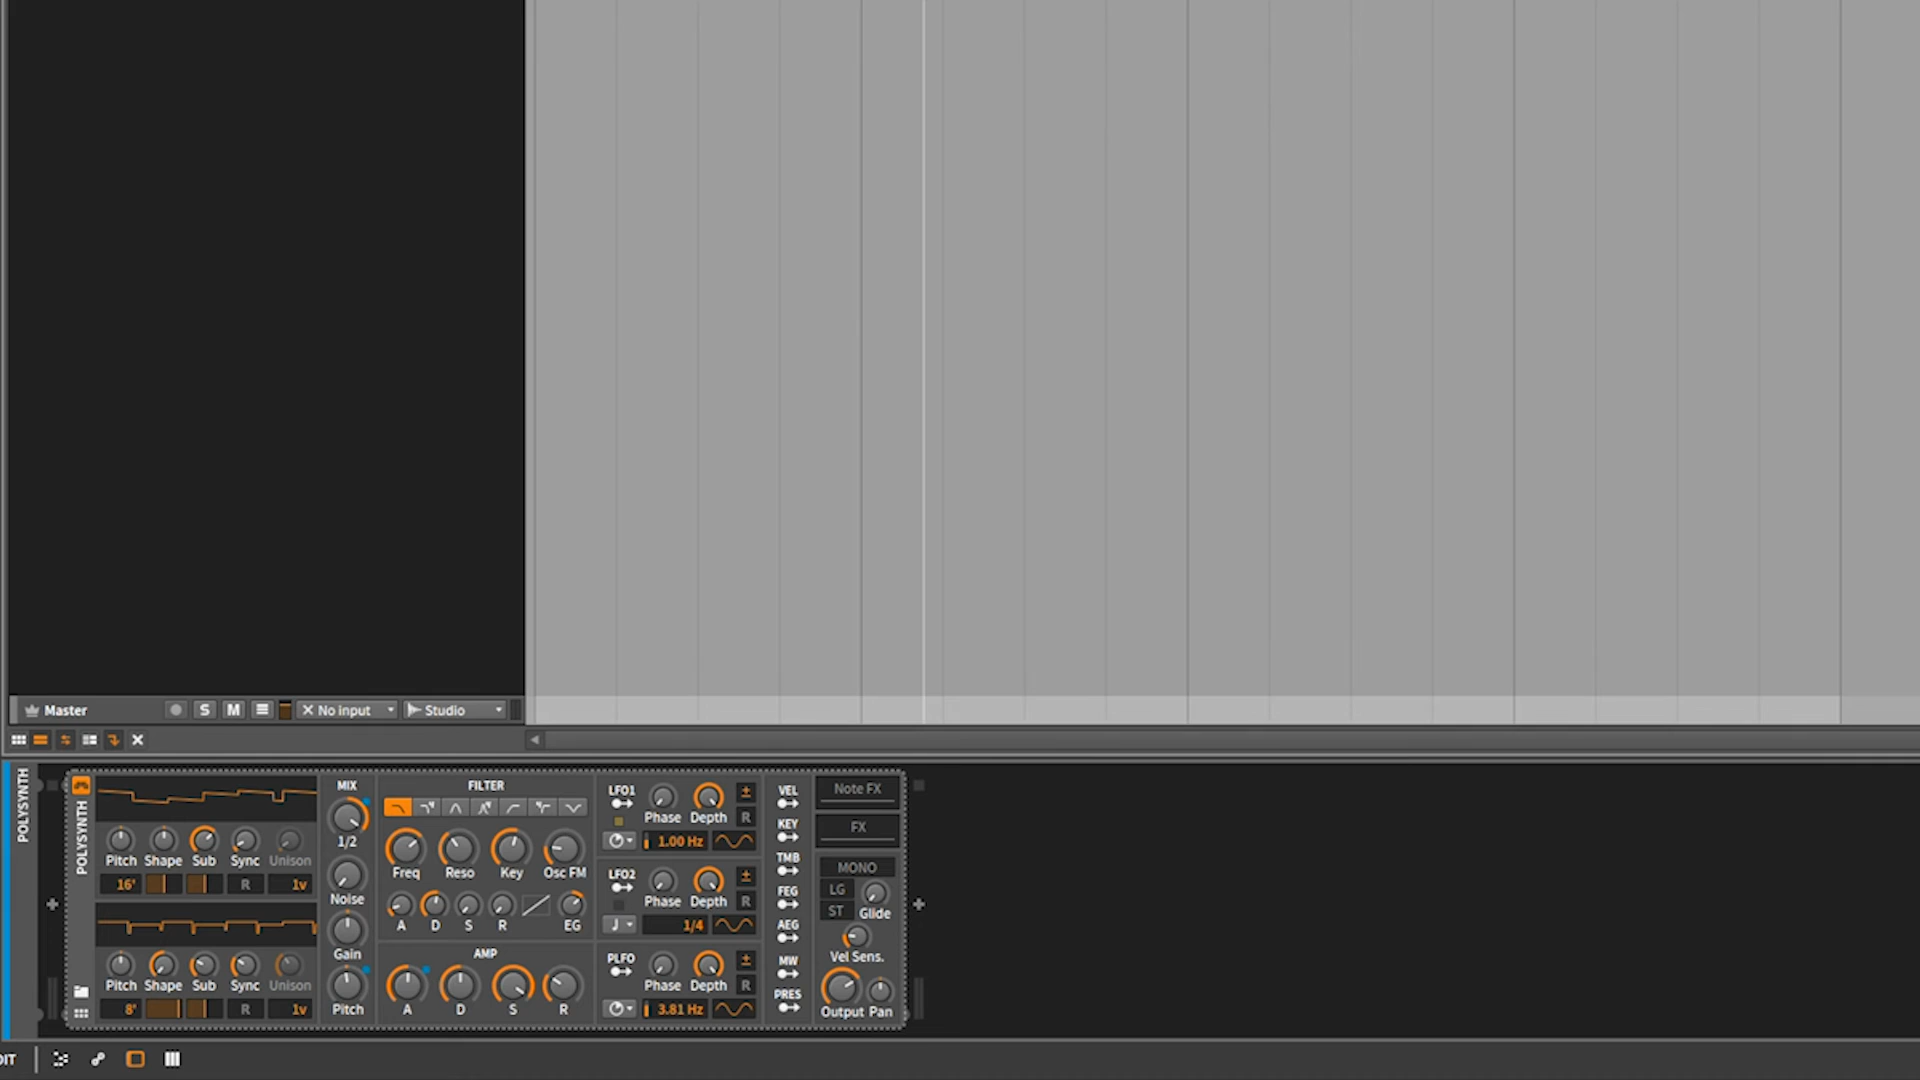 Master S M No input Studio
POLYSYNTH
POLYSYNTH
Pitch Shape Sub Sync Unison
16' R 1v
Pitch Shape Sub Sync Unison
8' R 1v
MIX
1/2
Noise
Gain
Pitch
FILTER
Freq Reso Key Osc FM
A D S R EG
AMP
A D S R
LFO1
Phase Depth R
1.00 Hz
LFO2
Phase Depth R
1/4
PLFO
Phase Depth R
3.81 Hz
VEL
KEY
TMB
FEG
AEG
MW
PRES
Note FX
FX
MONO
LG
ST
Glide
Vel Sens.
Output Pan